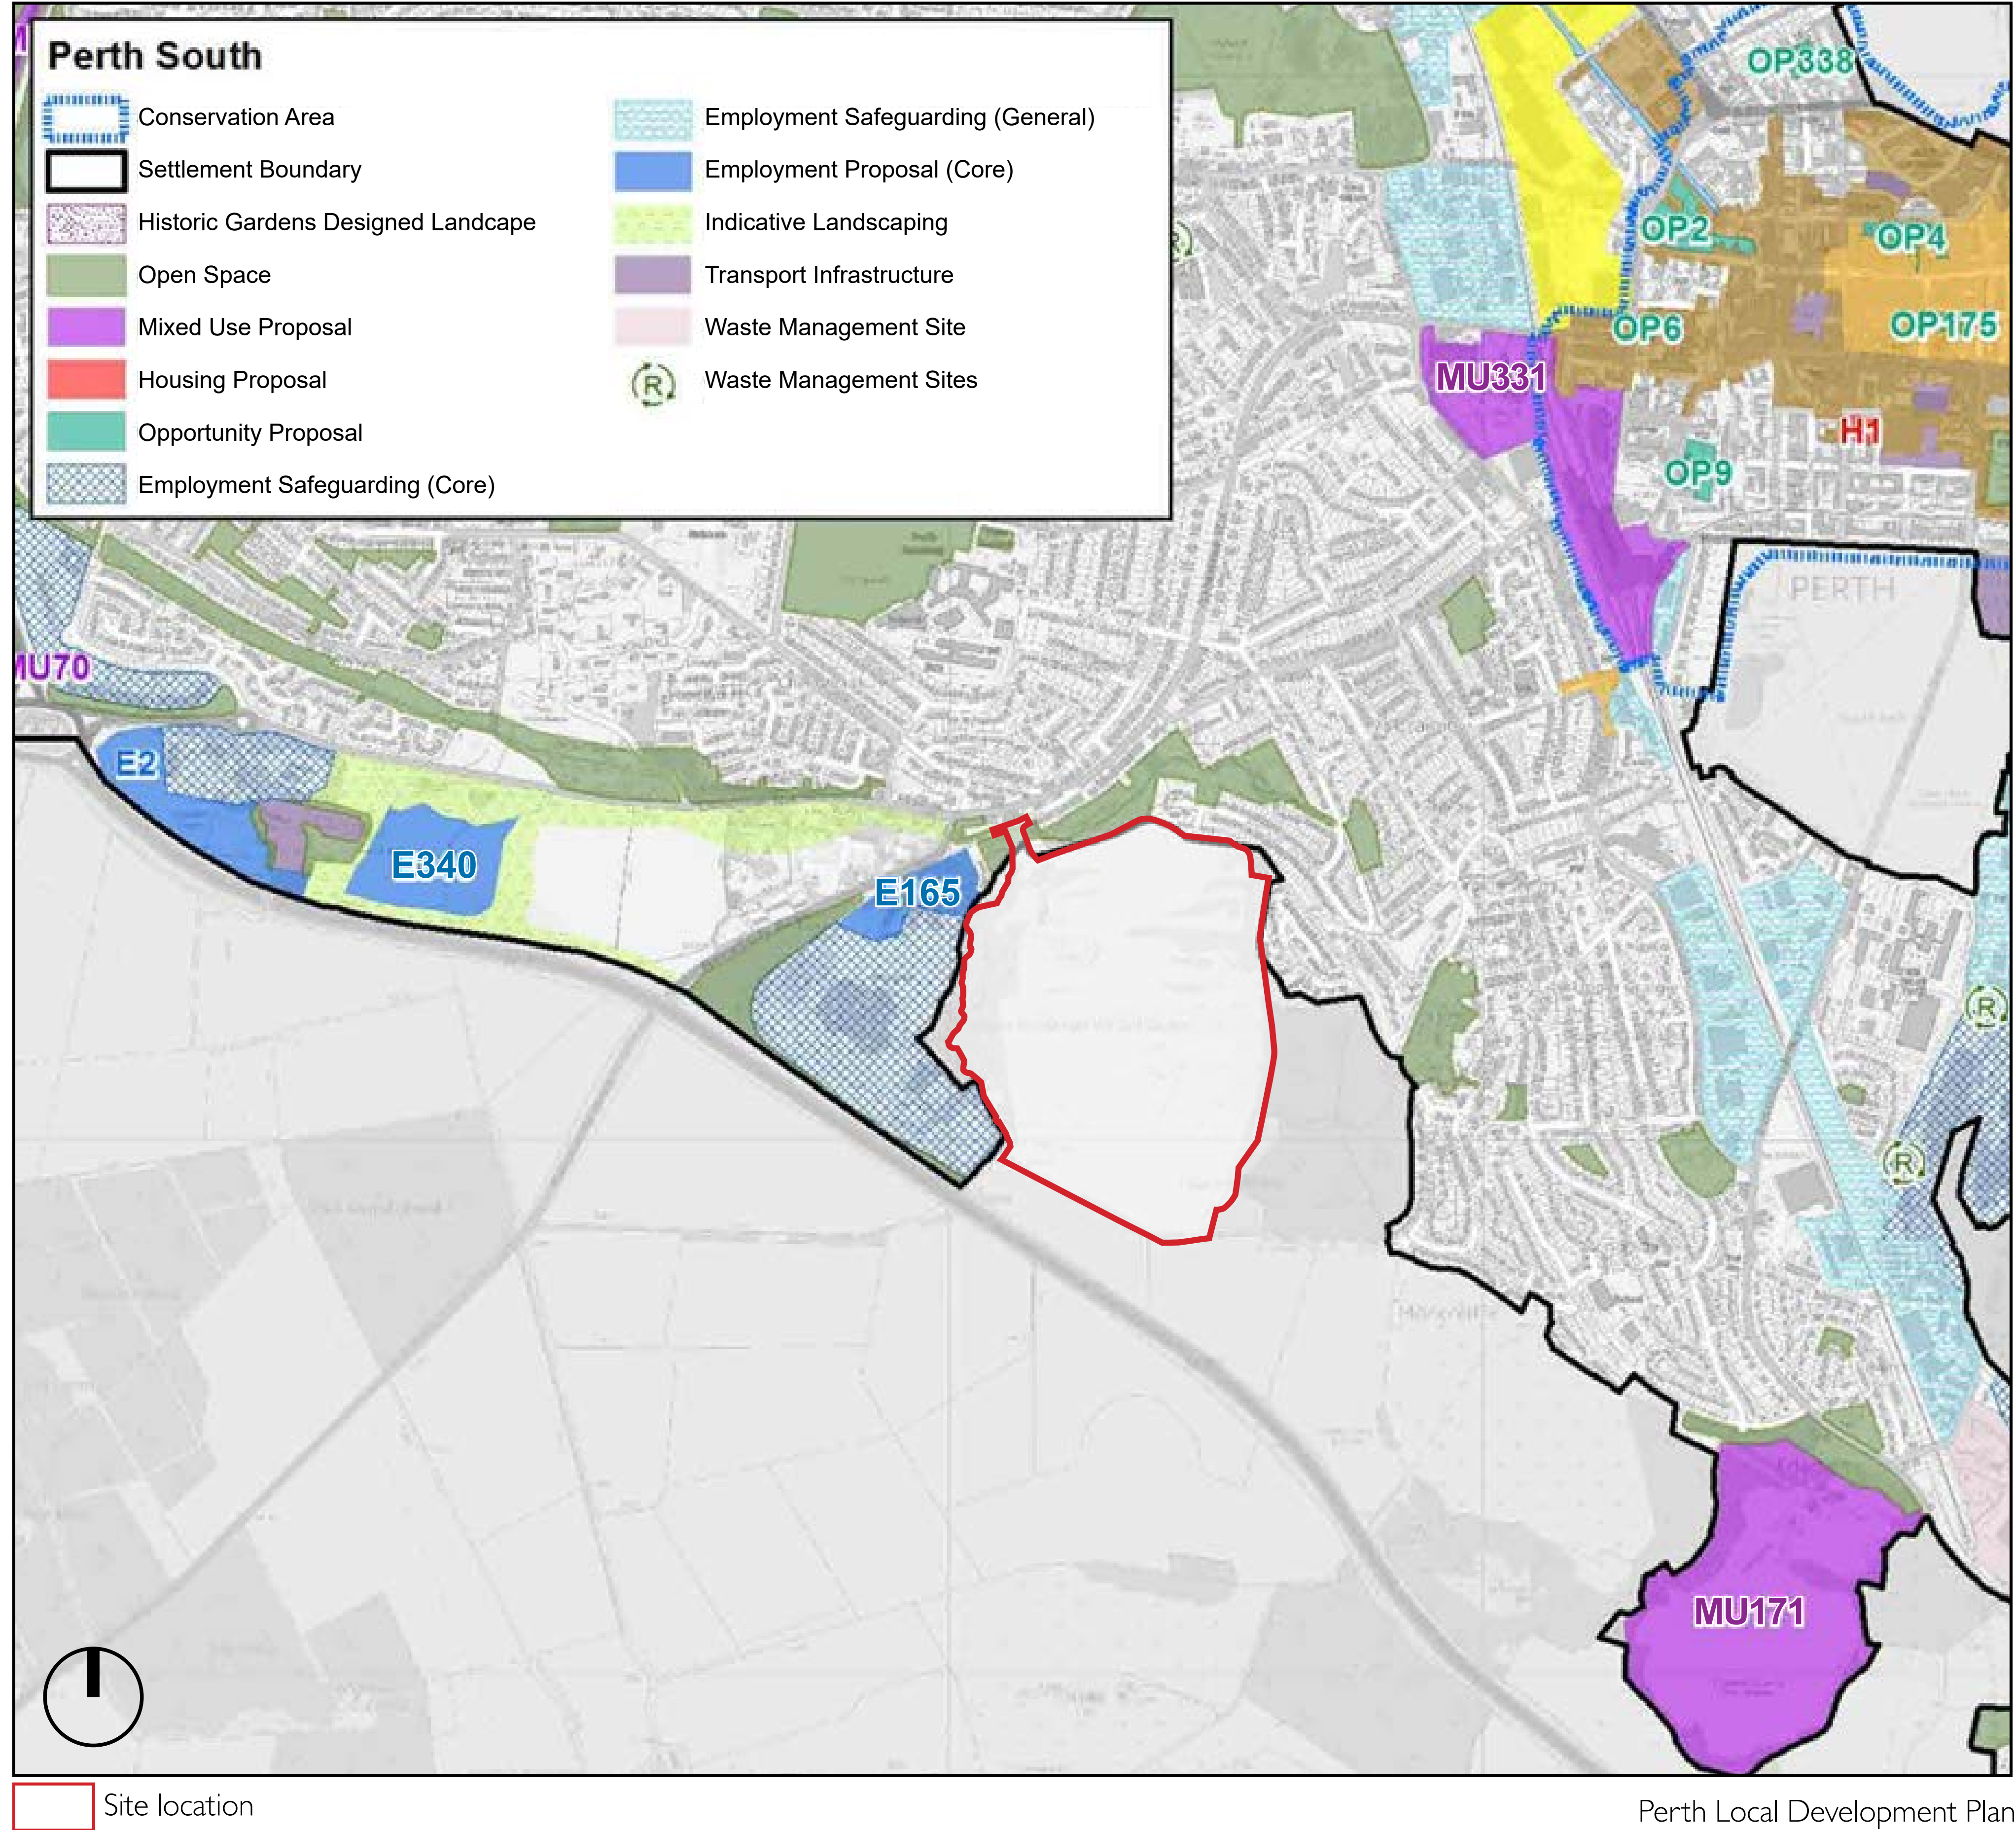 Perth South
Conservation Area
Settlement Boundary
Historic Gardens Designed Landcape
Open Space
Mixed Use Proposal
Housing Proposal
Opportunity Proposal
Employment Safeguarding (Core)
Employment Safeguarding (General)
Employment Proposal (Core)
Indicative Landscaping
Transport Infrastructure
Waste Management Site
R
Waste Management Sites
OP338
OP2
OP4
OP6
OP175
MU331
H1
OP9
PERTH
MU70
E2
E340
E165
R
R
MU171
Site location
Perth Local Development Plan